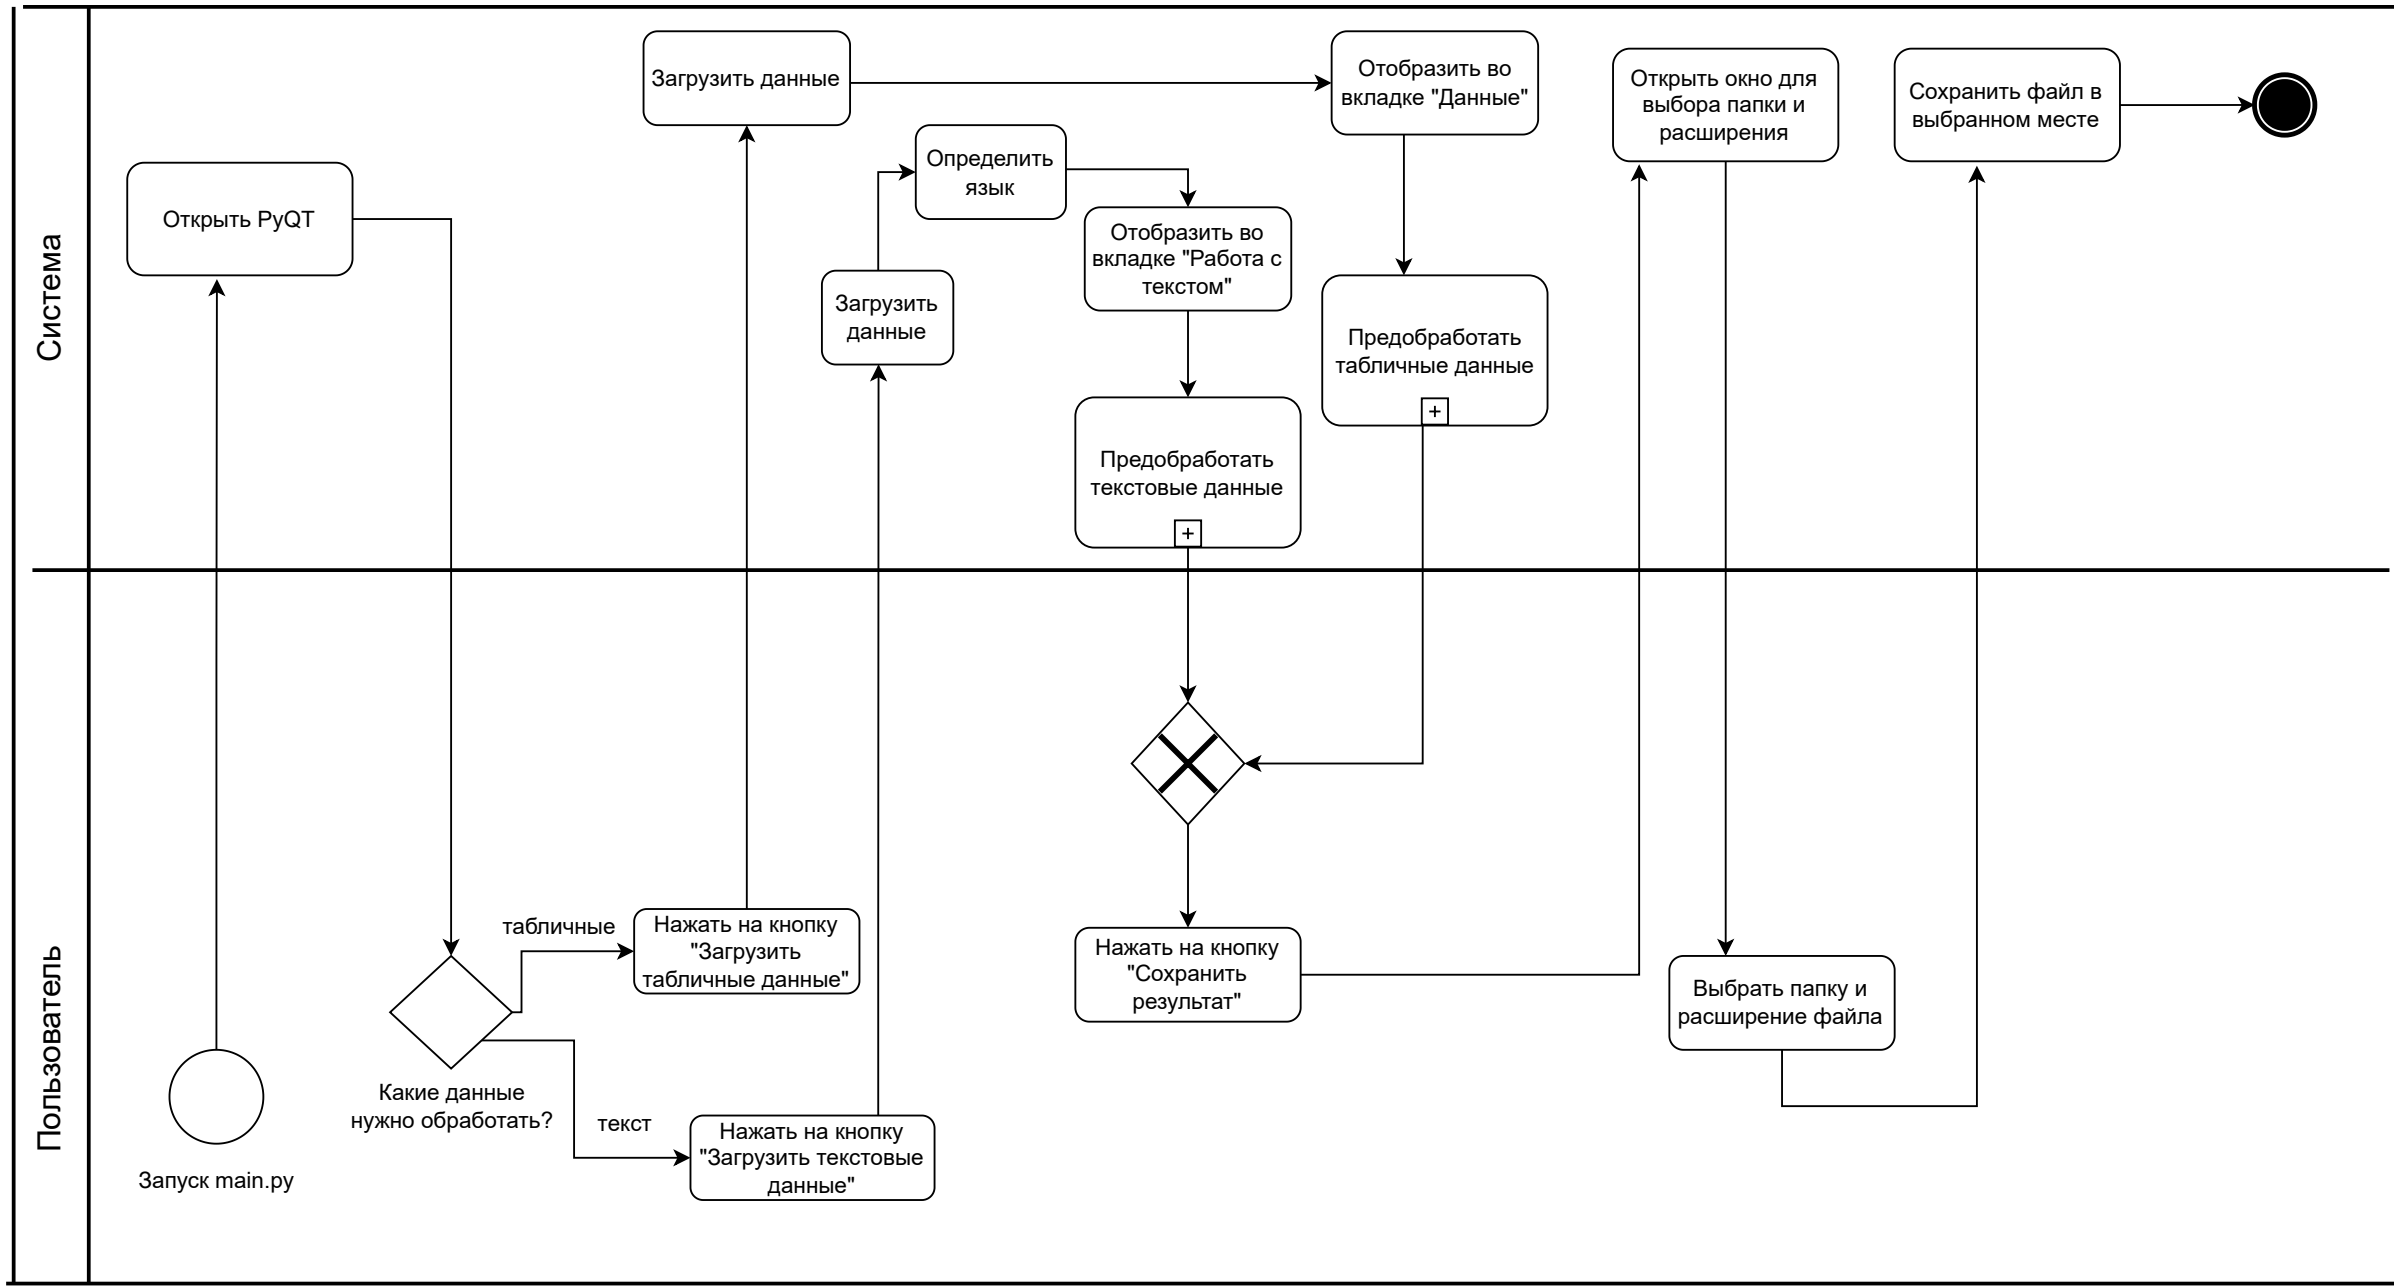 Система
Загрузить данные
Отобразить во
вкладке "Данные"
Открыть окно для
выбора папки и
расширения
Сохранить файл в
выбранном месте
Открыть PyQT
Определить
язык
Отобразить во
вкладке "Работа с
текстом"
Загрузить
данные
Предобработать
табличные данные
+
Предобработать
текстовые данные
+
Пользователь
табличные
Нажать на кнопку
"Загрузить
табличные данные"
Нажать на кнопку
"Сохранить
результат"
Выбрать папку и
расширение файла
Какие данные
нужно обработать?
текст
Нажать на кнопку
"Загрузить текстовые
данные"
Запуск main.py